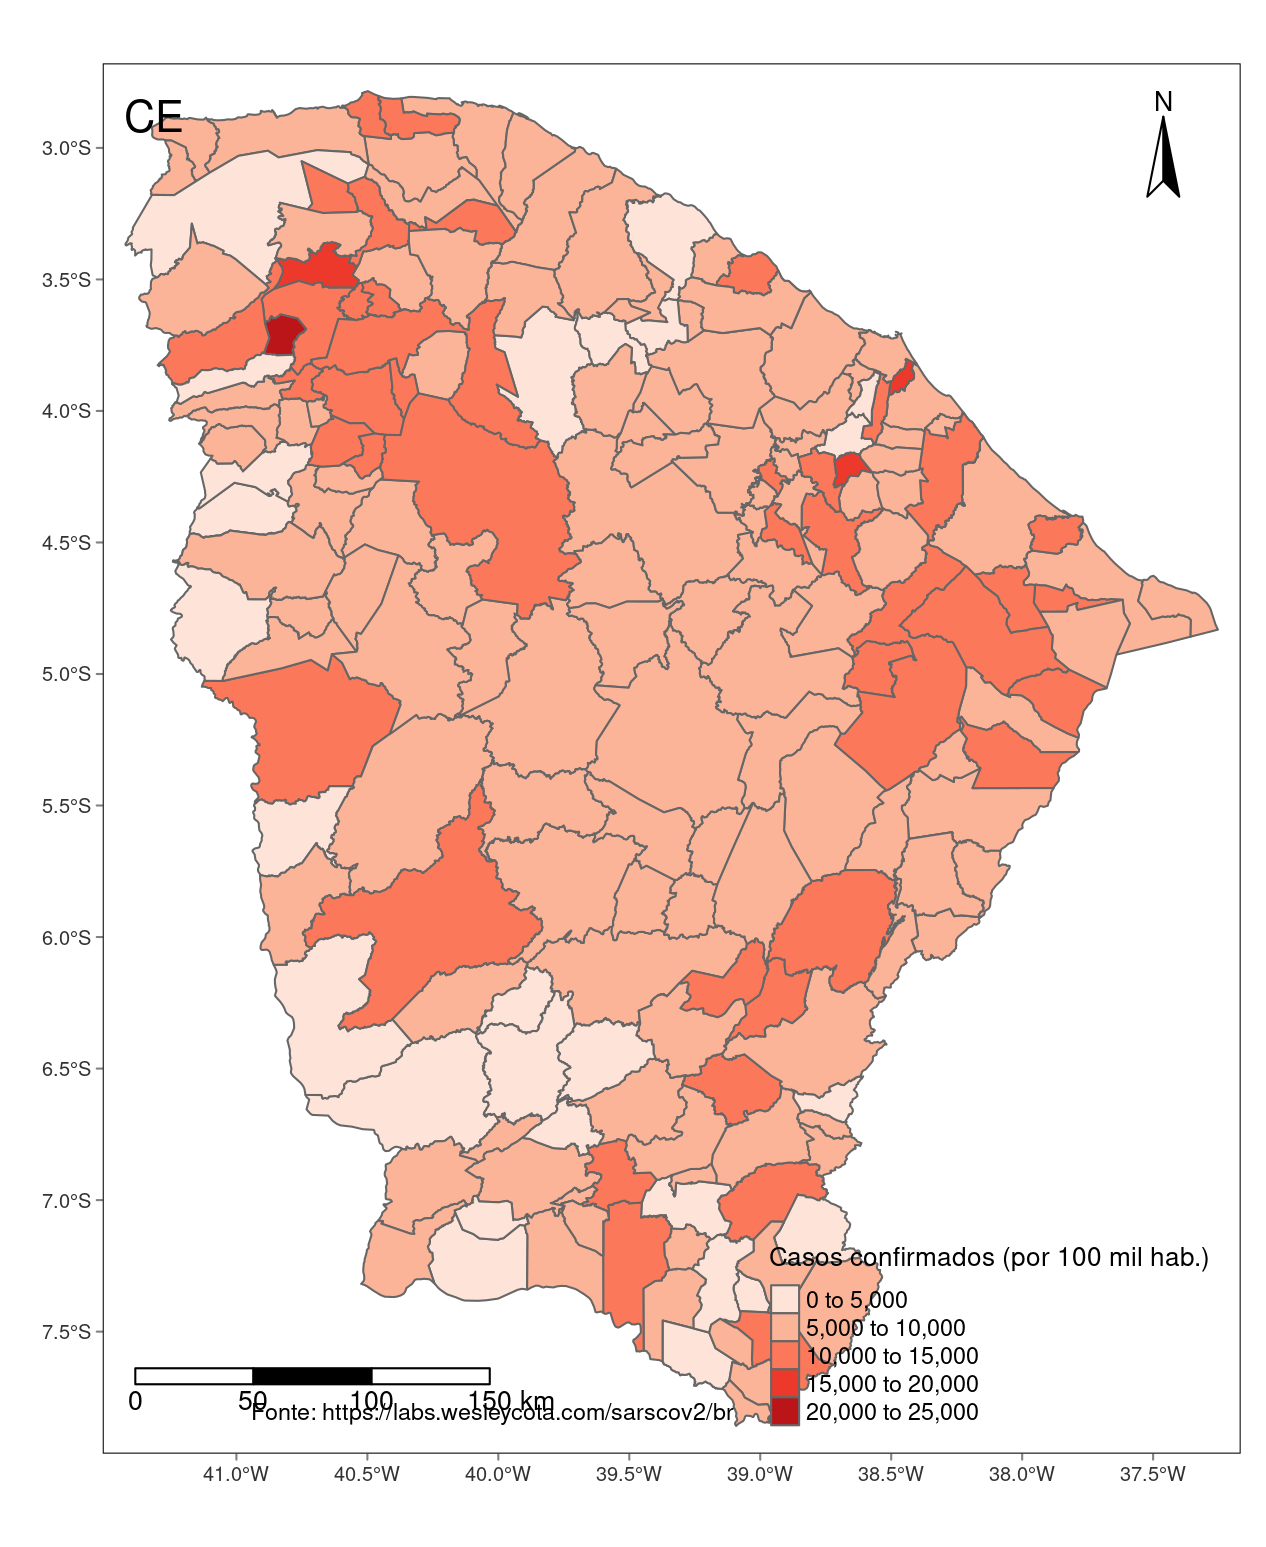 CE
N
3.0°S
3.5°S
4.0°S
4.5°S
5.0°S
5.5°S
6.0°S
6.5°S
7.0°S
7.5°S
Casos confirmados (por 100 mil hab.)
0 to 5,000
5,000 to 10,000
10,000 to 15,000
15,000 to 20,000
20,000 to 25,000
0 50 100 150 km
Fonte: https://labs.wesleycota.com/sarscov2/br
41.0°W 40.5°W 40.0°W 39.5°W 39.0°W 38.5°W 38.0°W 37.5°W